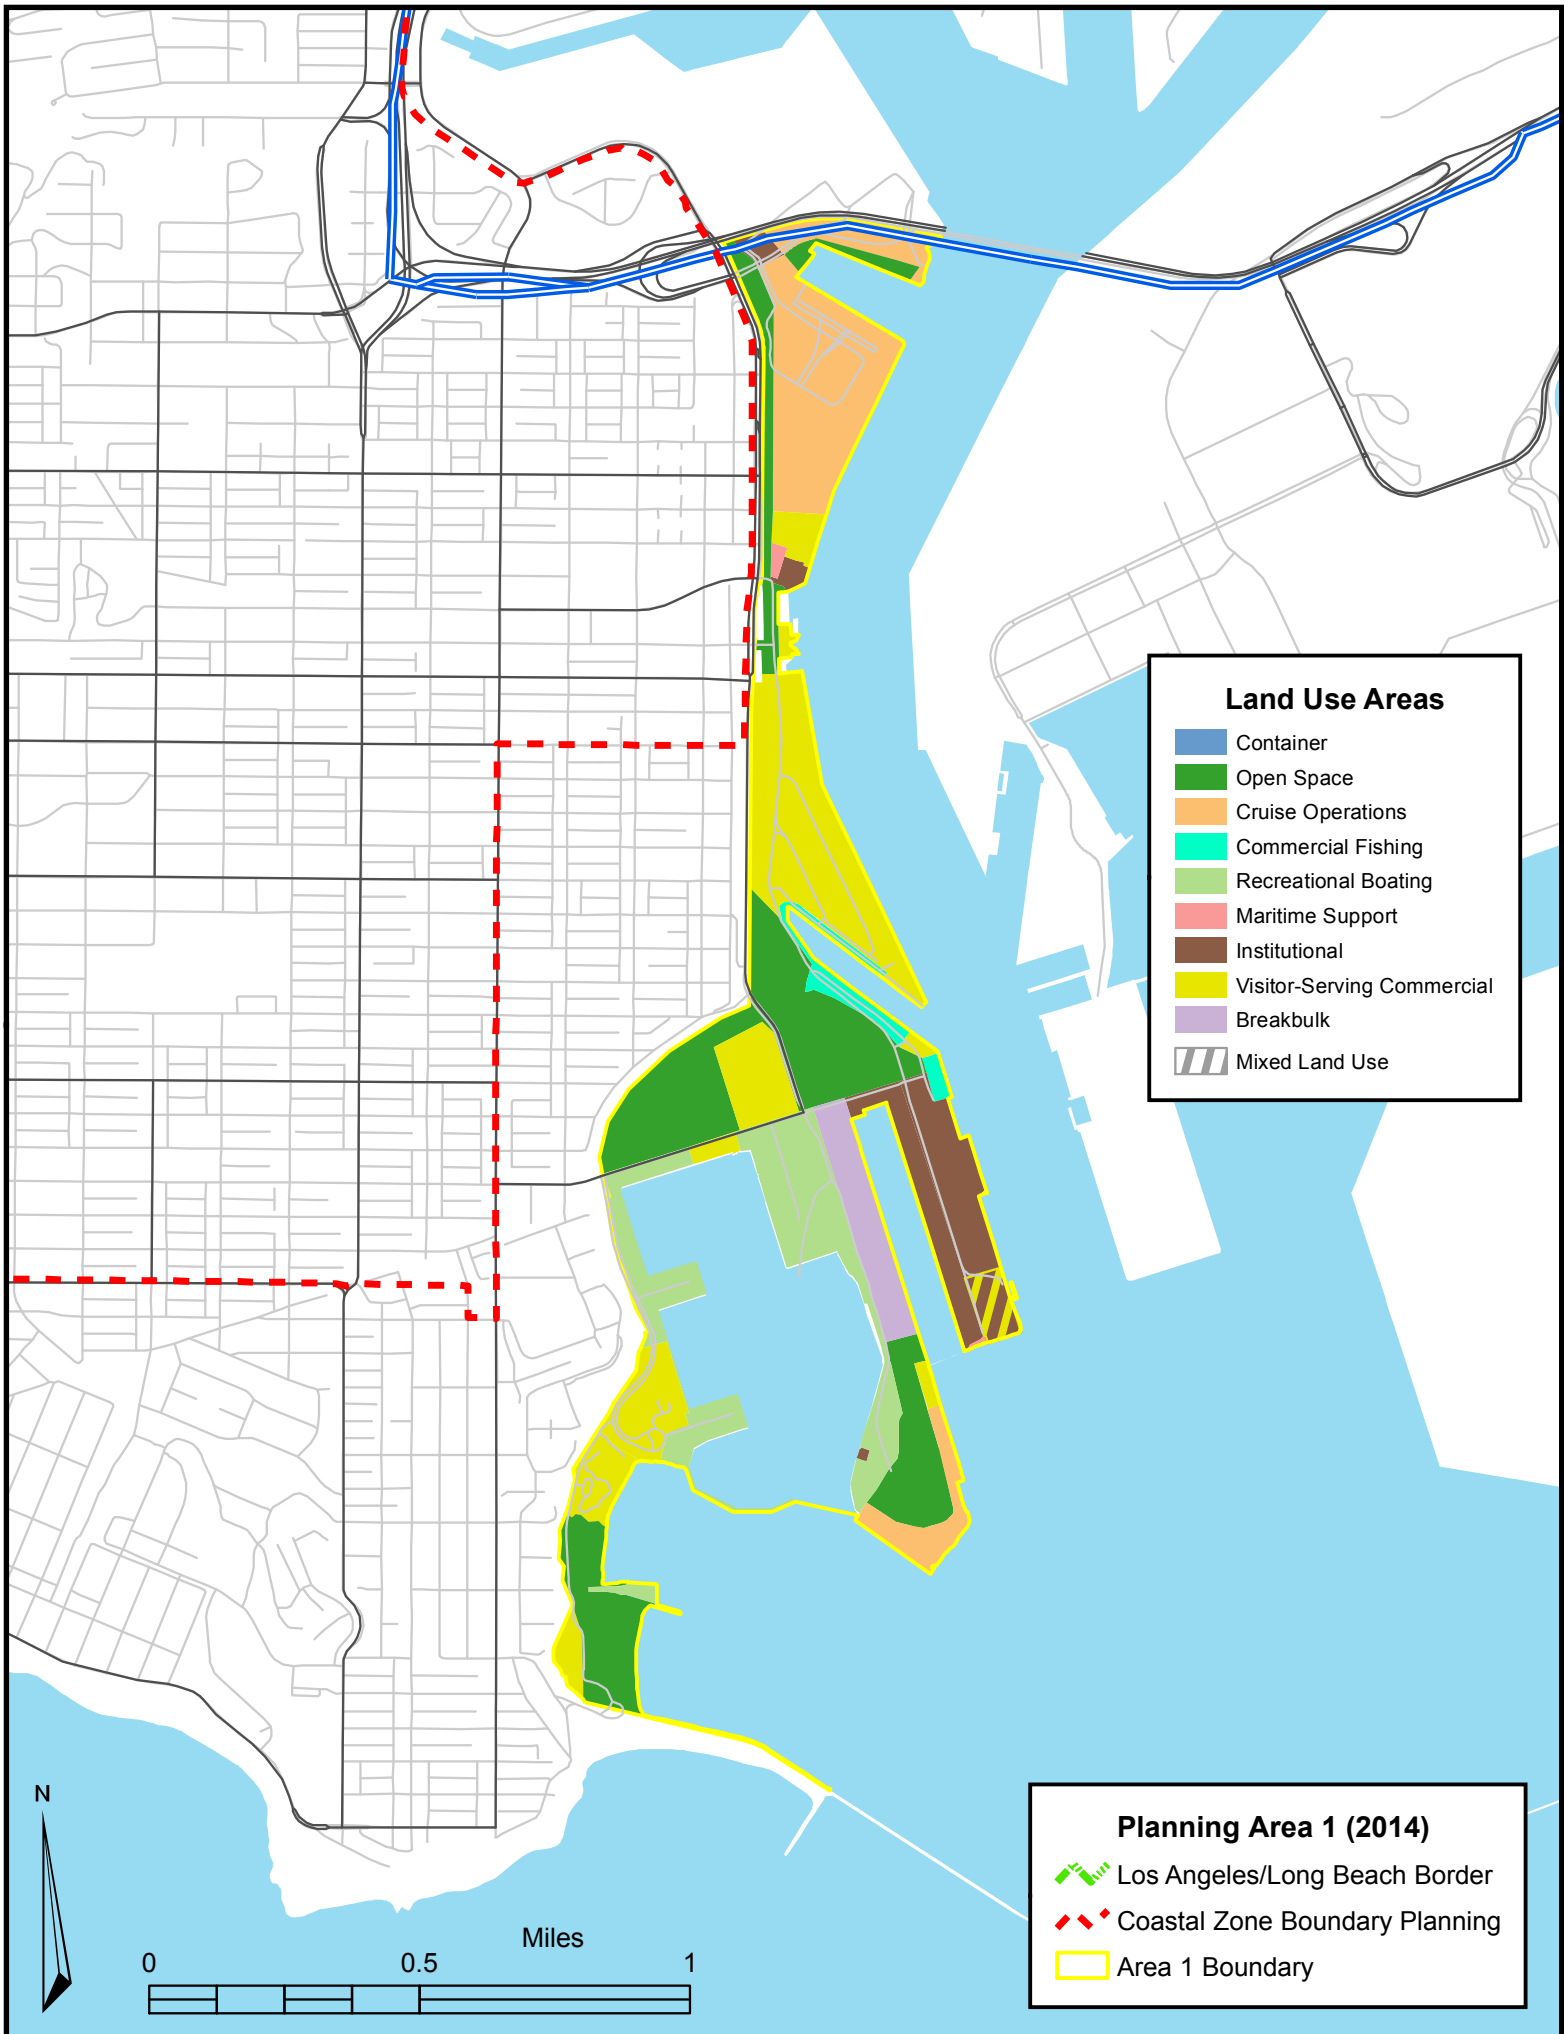 Land Use Areas
Container
Open Space
Cruise Operations
Commercial Fishing
Recreational Boating
Maritime Support
Institutional
Visitor-Serving Commercial
Breakbulk
Mixed Land Use
N
Miles
0 0.5 1
Planning Area 1 (2014)
Los Angeles/Long Beach Border
Coastal Zone Boundary Planning
Area 1 Boundary